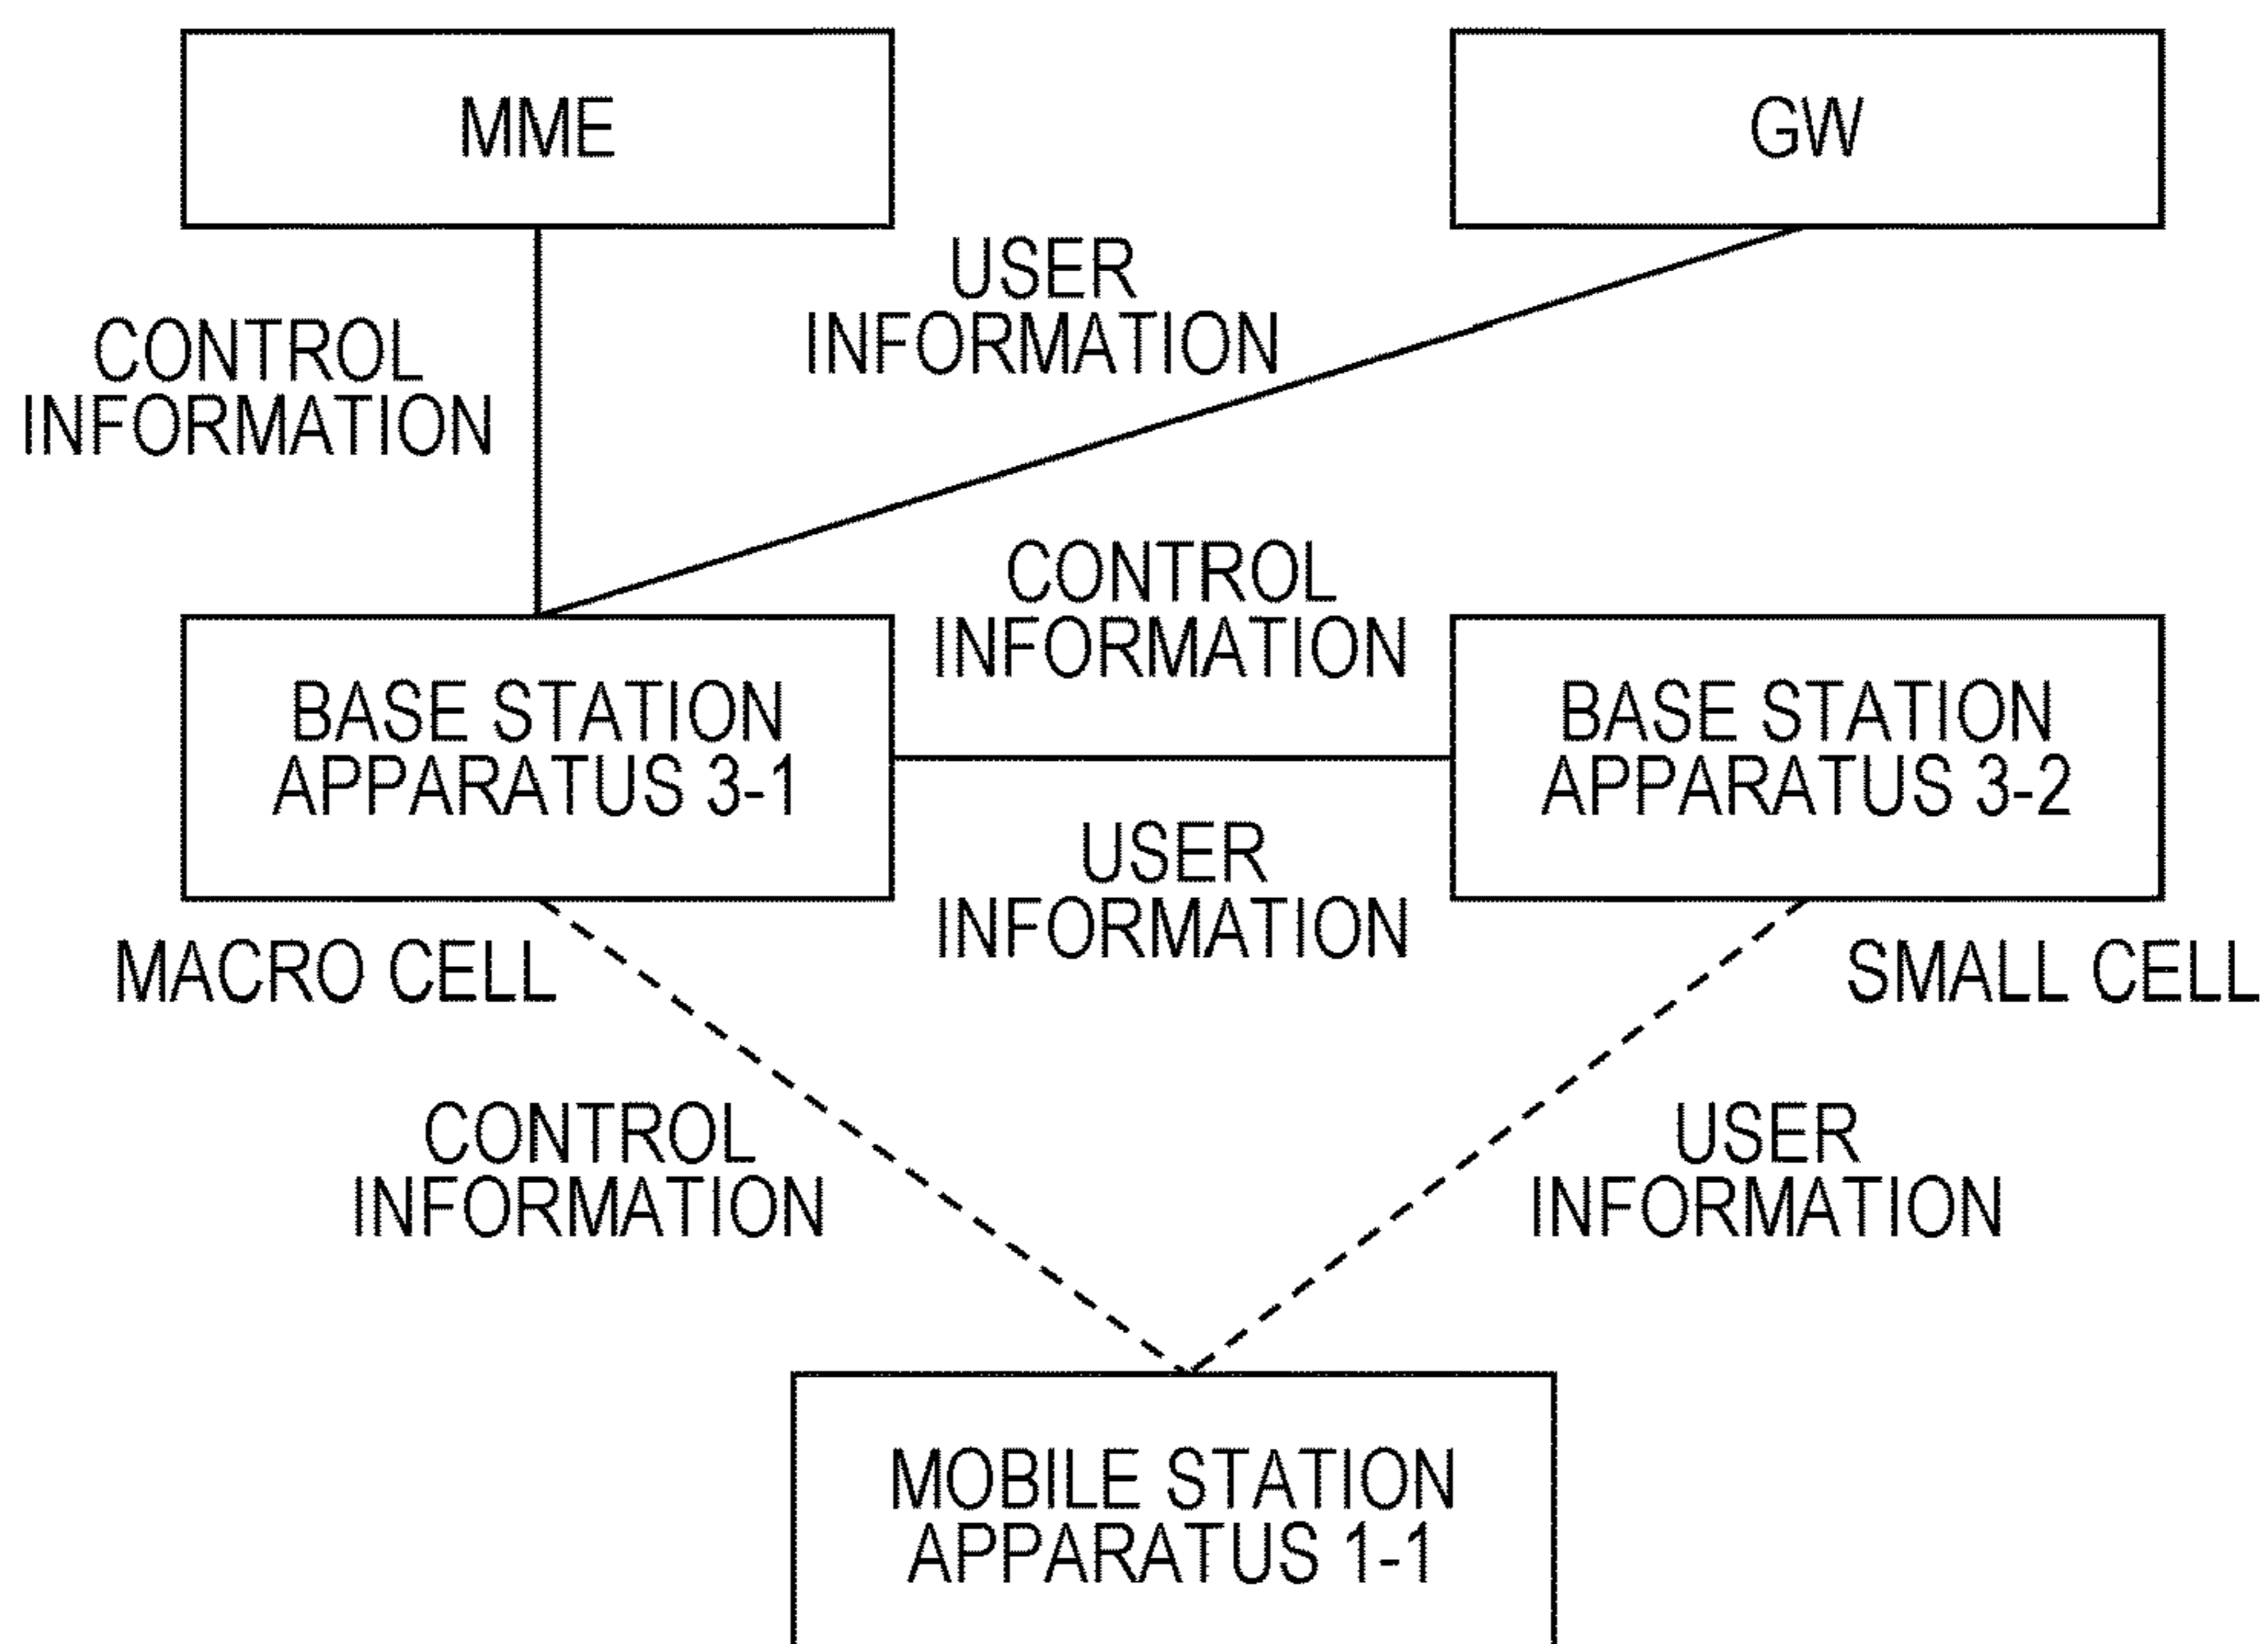 MME
GW
USER
INFORMATION
CONTROL
INFORMATION
CONTROL
INFORMATION
BASE STATION
APPARATUS 3-1
BASE STATION
APPARATUS 3-2
USER
INFORMATION
MACRO CELL
SMALL CELL
CONTROL
INFORMATION
USER
INFORMATION
MOBILE STATION
APPARATUS 1-1